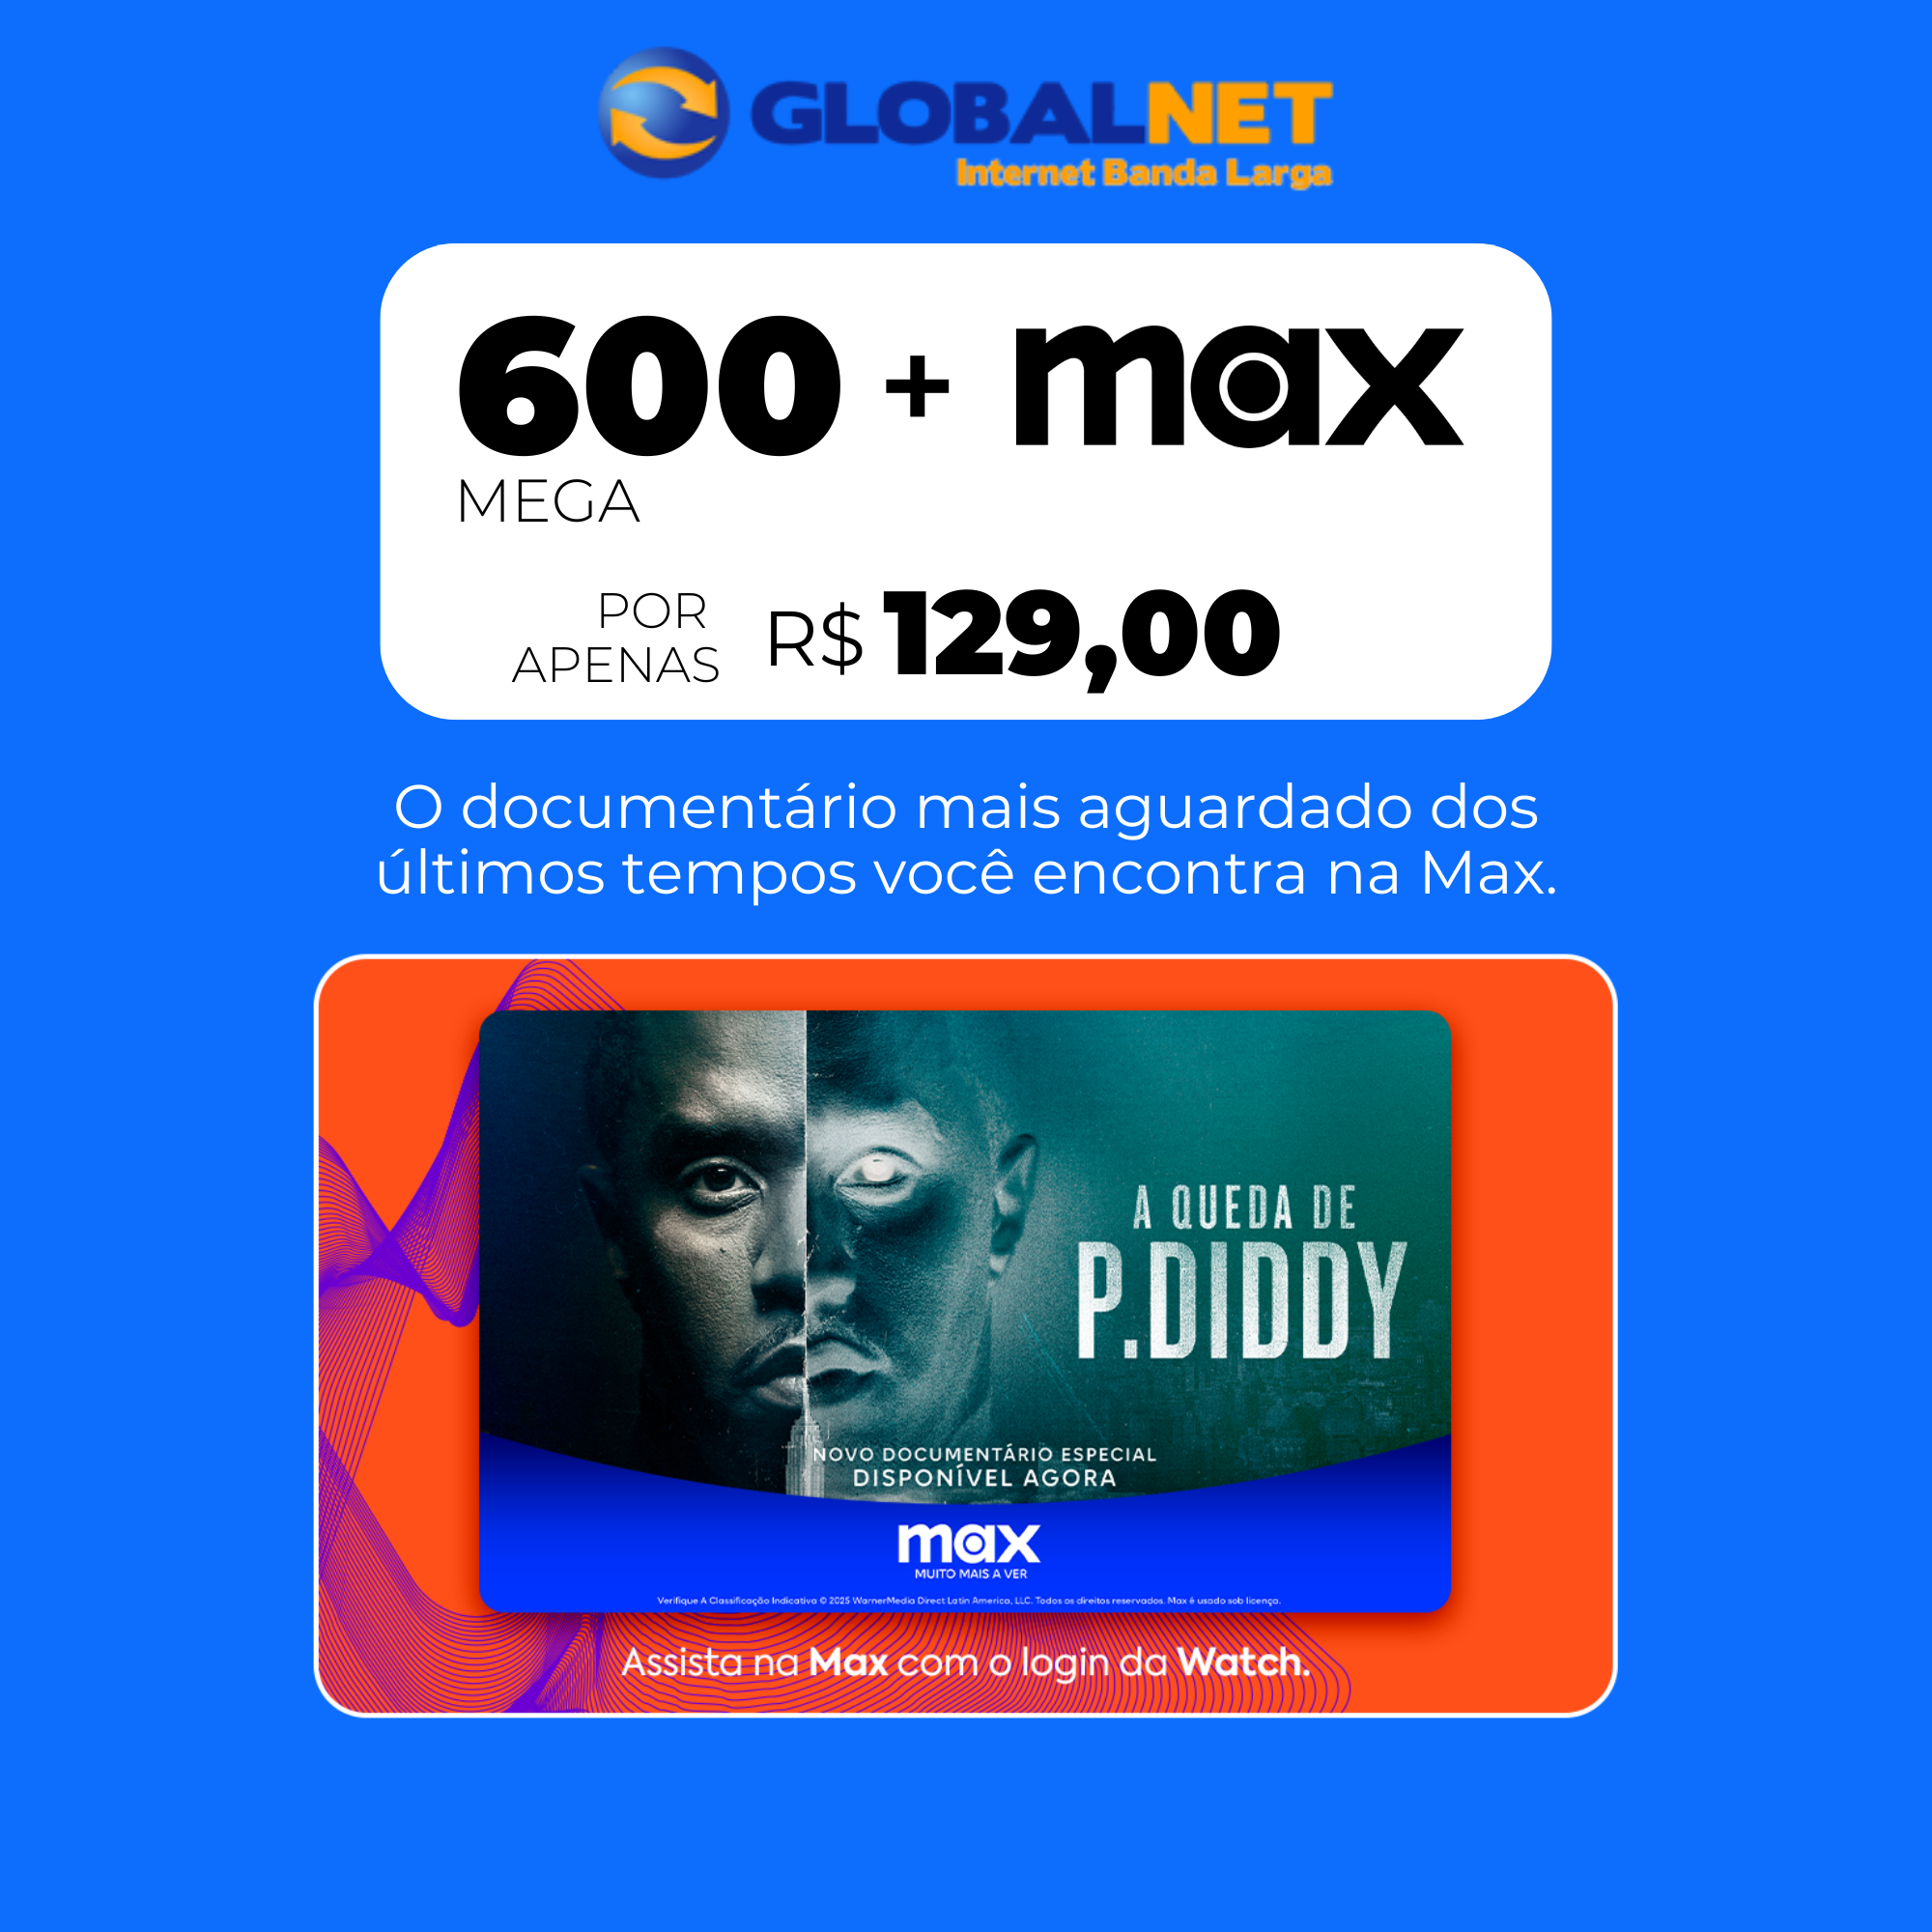 GLOBALNET
Internet Banda Larga
600 + max
MEGA
POR
APENAS
R$ 129,00
O documentário mais aguardado dos
últimos tempos você encontra na Max.
A QUEDA DE
P.DIDDY
NOVO DOCUMENTÁRIO ESPECIAL
DISPONÍVEL AGORA
max
MUITO MAIS A VER
Verifique A Classificação Indicativa © 2025 WarnerMedia Direct Latin America, LLC. Todos os direitos reservados. Max é usado sob licença.
Assista na Max com o login da Watch.